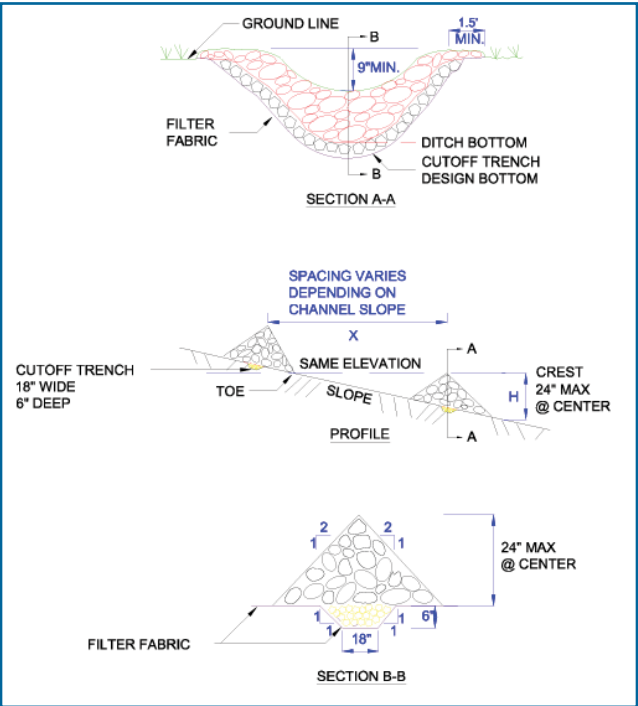 GROUND LINE
B
1.5'
MIN.
9"MIN.
FILTER
FABRIC
DITCH BOTTOM
CUTOFF TRENCH
DESIGN BOTTOM
B
SECTION A-A
SPACING VARIES
DEPENDING ON
CHANNEL SLOPE
X
A
CUTOFF TRENCH
18" WIDE
6" DEEP
SAME ELEVATION
TOE
SLOPE
H
CREST
24" MAX
@ CENTER
A
PROFILE
2
1
2
1
24" MAX
@ CENTER
1
1
18"
1
1
6"
FILTER FABRIC
SECTION B-B